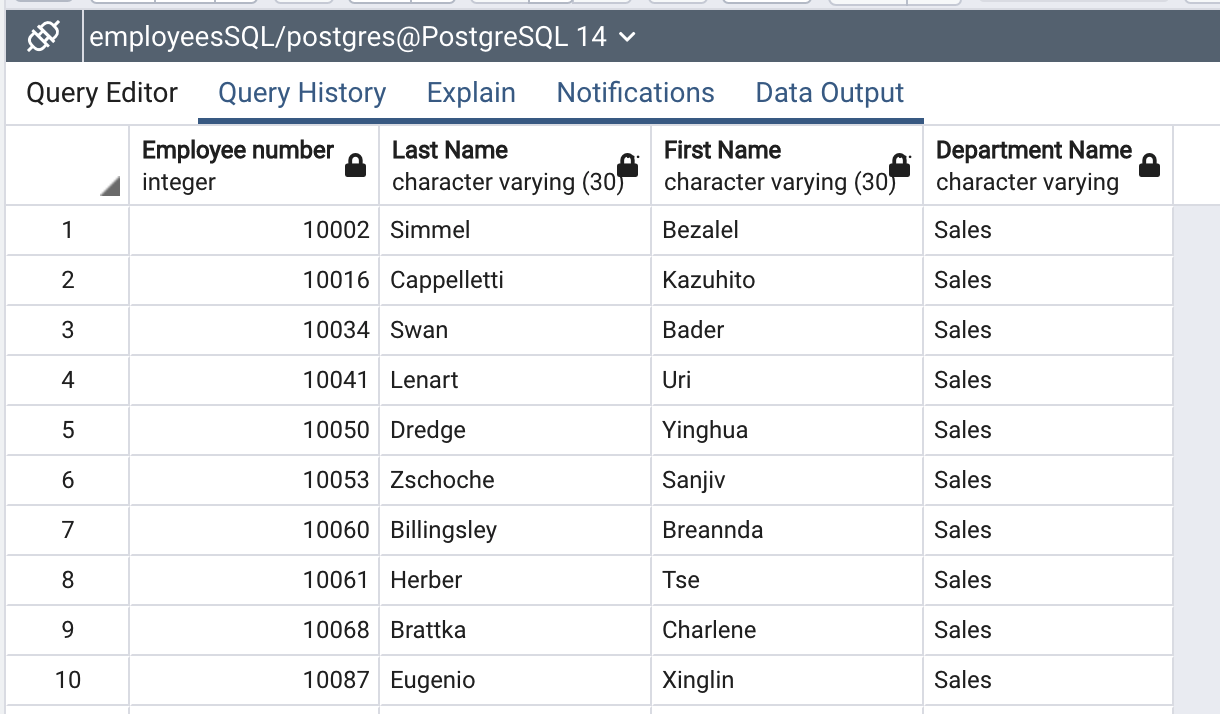 employeesSQL/postgres@PostgreSQL 14
Query Editor Query History Explain Notifications Data Output
Employee number Last Name First Name Department Name
integer character varying (30) character varying (30) character varying
1 10002 Simmel Bezalel Sales
2 10016 Cappelletti Kazuhito Sales
3 10034 Swan Bader Sales
4 10041 Lenart Uri Sales
5 10050 Dredge Yinghua Sales
6 10053 Zschoche Sanjiv Sales
7 10060 Billingsley Breannda Sales
8 10061 Herber Tse Sales
9 10068 Brattka Charlene Sales
10 10087 Eugenio Xinglin Sales